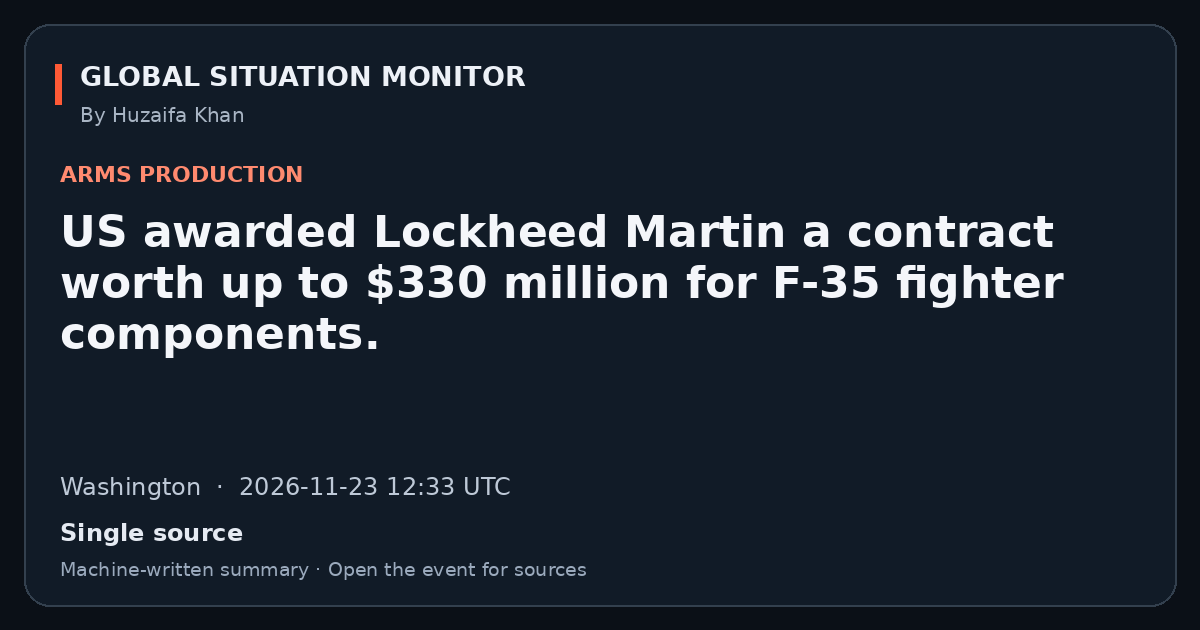 GLOBAL SITUATION MONITOR
By Huzaifa Khan
ARMS PRODUCTION
US awarded Lockheed Martin a contract
worth up to $330 million for F-35 fighter
components.
Washington · 2026-11-23 12:33 UTC
Single source
Machine-written summary · Open the event for sources